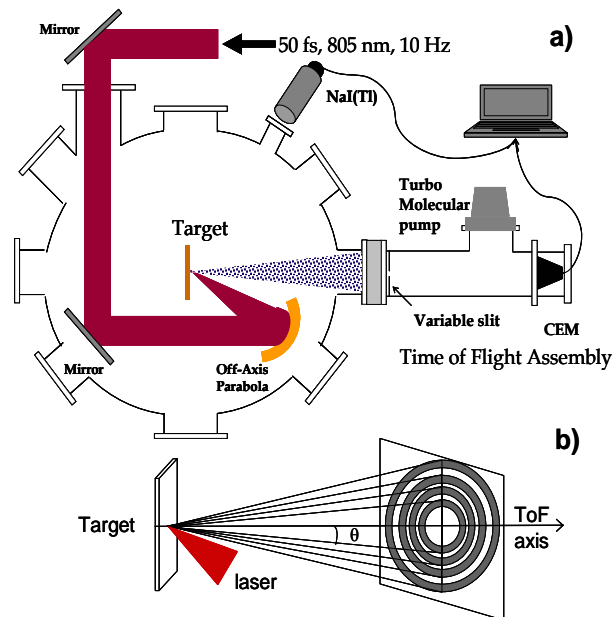 Mirror
50 fs, 805 nm, 10 Hz
a)
NaI(Tl)
Turbo
Molecular
pump
Target
Variable slit
CEM
Mirror
Off-Axis
Parabola
Time of Flight Assembly
b)
Target
θ
ToF
axis
laser